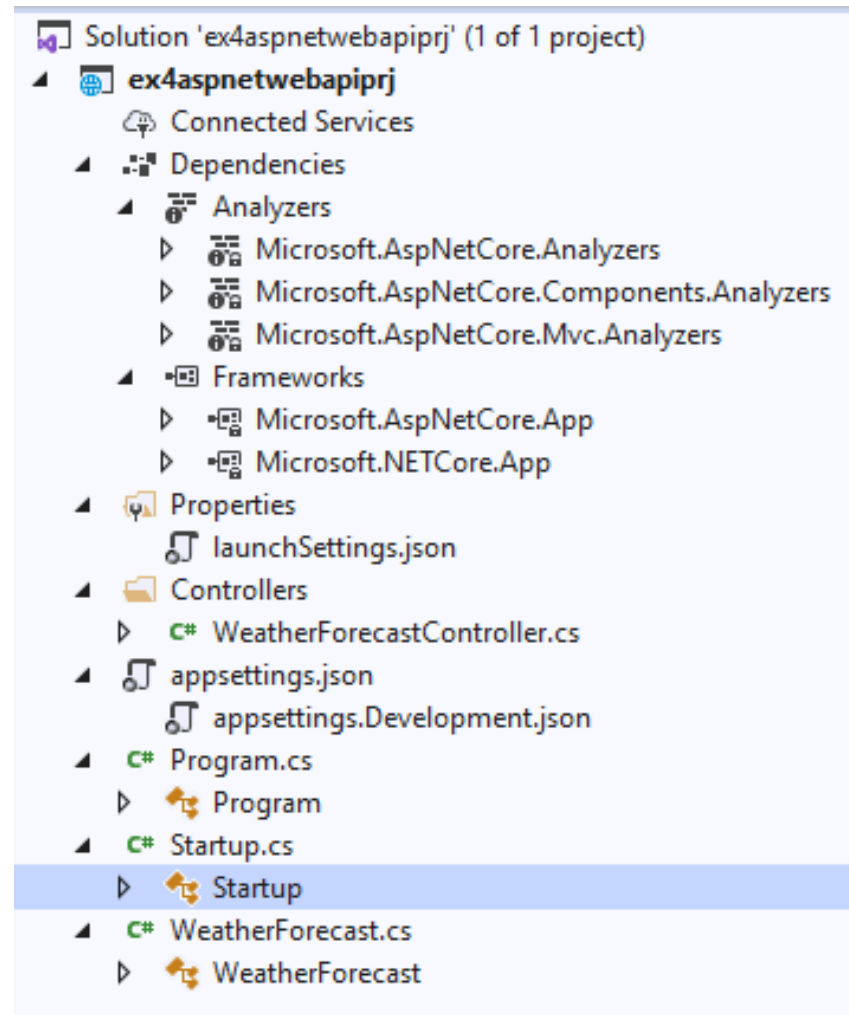 Solution 'ex4aspnetwebapiprj' (1 of 1 project)
ex4aspnetwebapiprj
Connected Services
Dependencies
Analyzers
Microsoft.AspNetCore.Analyzers
Microsoft.AspNetCore.Components.Analyzers
Microsoft.AspNetCore.Mvc.Analyzers
Frameworks
Microsoft.AspNetCore.App
Microsoft.NETCore.App
Properties
launchSettings.json
Controllers
C# WeatherForecastController.cs
appsettings.json
appsettings.Development.json
C# Program.cs
Program
C# Startup.cs
Startup
C# WeatherForecast.cs
WeatherForecast